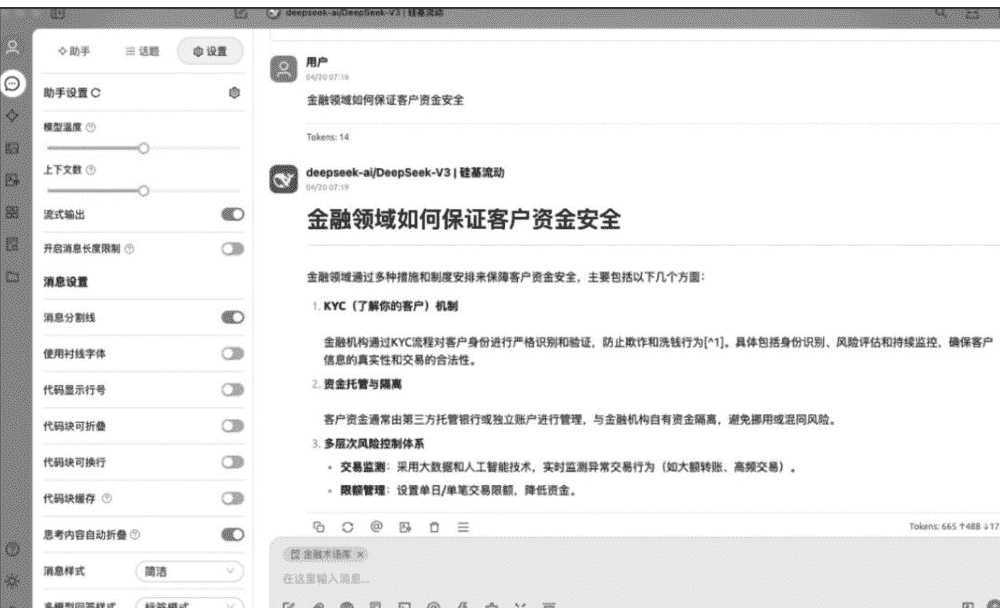 deepseek-ai/DeepSeek-V3 | 硅基流动
助手
话题
设置
助手设置
模型温度
上下文数
流式输出
开启消息长度限制
消息设置
消息分割线
使用衬线字体
代码显示行号
代码块可折叠
代码块可换行
代码块缓存
思考内容自动折叠
消息样式
简洁
多模型回答样式
标签模式
用户
04/20 07:19
金融领域如何保证客户资金安全
Tokens: 14
deepseek-ai/DeepSeek-V3 | 硅基流动
04/20 07:19
金融领域如何保证客户资金安全
金融领域通过多种措施和制度安排来保障客户资金安全，主要包括以下几个方面：
1. KYC（了解你的客户）机制
金融机构通过KYC流程对客户身份进行严格识别和验证，防止欺诈和洗钱行为[^1]。具体包括身份识别、风险评估和持续监控，确保客户
信息的真实性和交易的合法性。
2. 资金托管与隔离
客户资金通常由第三方托管银行或独立账户进行管理，与金融机构自有资金隔离，避免挪用或混同风险。
3. 多层次风险控制体系
• 交易监测：采用大数据和人工智能技术，实时监测异常交易行为（如大额转账、高频交易）。
• 限额管理：设置单日/单笔交易限额，降低资金。
Tokens: 665 ↑488 ↓17
金融术语库 ×
在这里输入消息...